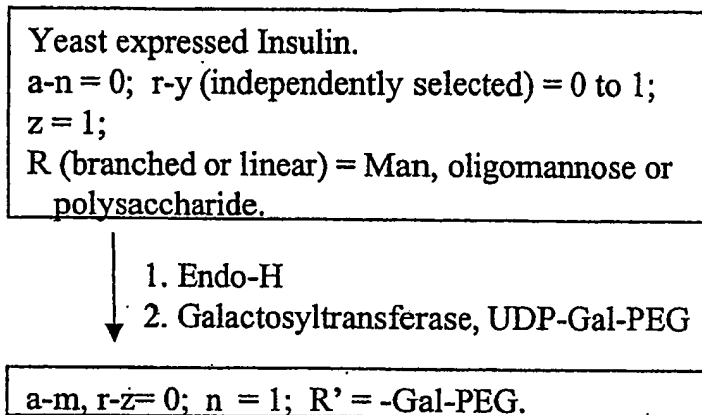 Yeast expressed Insulin.
a-n = 0; r-y (independently selected) = 0 to 1;
z = 1;
R (branched or linear) = Man, oligomannose or
polysaccharide.
1. Endo-H
2. Galactosyltransferase, UDP-Gal-PEG
a-m, r-z= 0; n = 1; R' = -Gal-PEG.